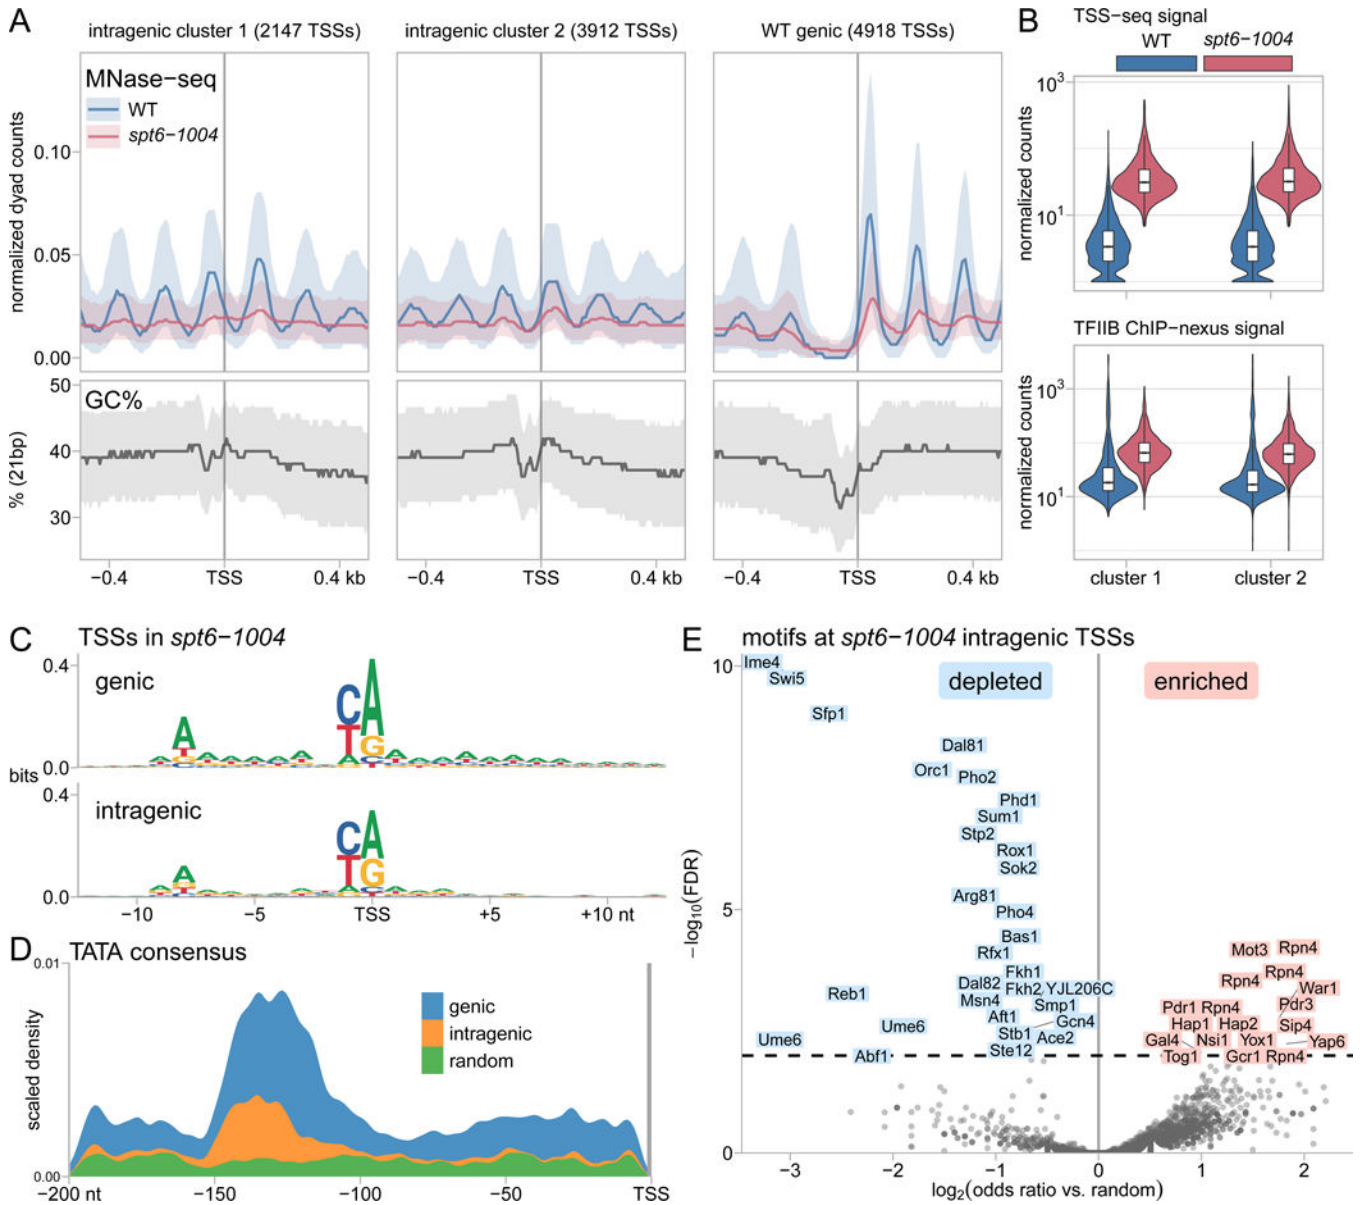 A
intragenic cluster 1 (2147 TSSs)
intragenic cluster 2 (3912 TSSs)
WT genic (4918 TSSs)
MNase−seq
WT
spt6−1004
normalized dyad counts
0.10
0.05
0.00
GC%
% (21bp)
50
40
30
−0.4
TSS
0.4 kb
−0.4
TSS
0.4 kb
−0.4
TSS
0.4 kb
B
TSS−seq signal
WT
spt6−1004
normalized counts
10³
10¹
TFIIB ChIP−nexus signal
normalized counts
10³
10¹
cluster 1
cluster 2
C
TSSs in spt6−1004
0.4
genic
0.0
bits
0.4
intragenic
0.0
−10
−5
TSS
+5
+10 nt
D
TATA consensus
0.01
scaled density
genic
intragenic
random
0.00
−200 nt
−150
−100
−50
TSS
E
motifs at spt6−1004 intragenic TSSs
depleted
enriched
−log₁₀(FDR)
10
5
0
Ime4
Swi5
Sfp1
Dal81
Orc1
Pho2
Phd1
Sum1
Stp2
Rox1
Sok2
Arg81
Pho4
Bas1
Rfx1
Fkh1
Dal82
Fkh2
YJL206C
Reb1
Msn4
Smp1
Aft1
Gcn4
Ume6
Stb1
Ace2
Ume6
Ste12
Abf1
Mot3
Rpn4
Rpn4
Rpn4
War1
Pdr1
Rpn4
Pdr3
Hap1
Hap2
Sip4
Gal4
Nsi1
Yox1
Yap6
Tog1
Gcr1
Rpn4
−3
−2
−1
0
1
2
log₂(odds ratio vs. random)